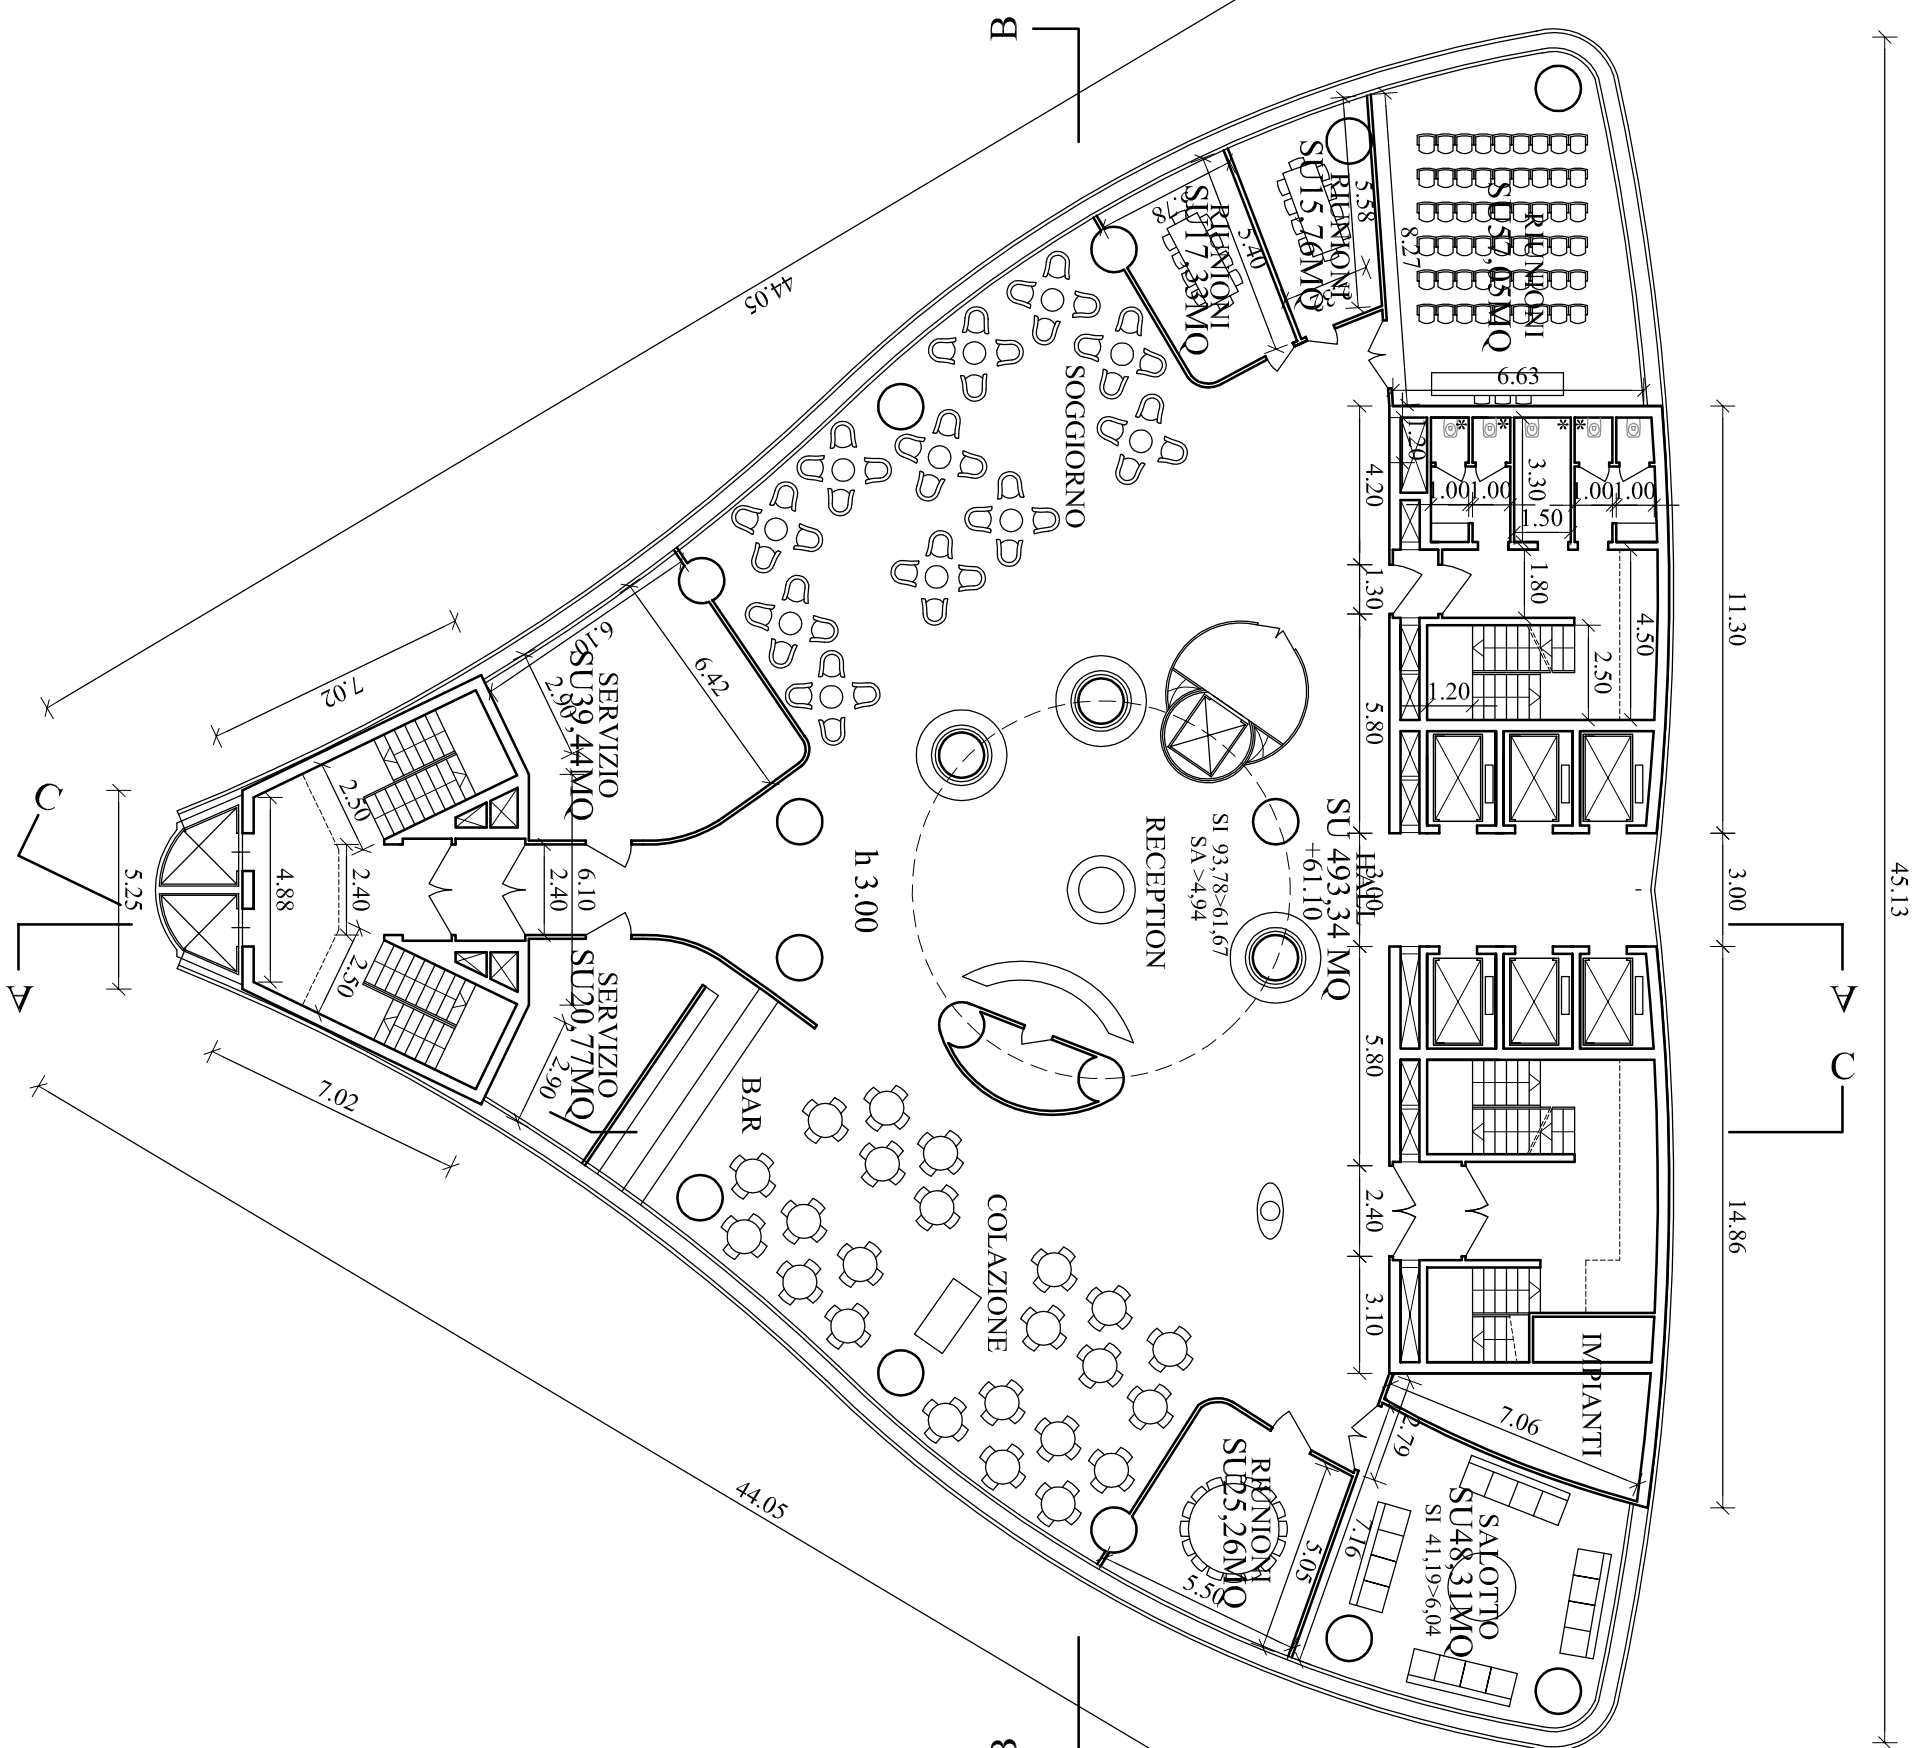 B
45.13
44.05
RIUNIONI
SU57,05MQ
RIUNIONI
SU15,76MQ
RIUNIONI
SU17,33MQ
5.58
8.27
5.40
6.63
SOGGIORNO
1.20
4.20
3.30
1.00
1.00
1.00
1.00
1.50
1.30
1.80
4.50
2.50
1.20
5.80
11.30
7.02
6.10
6.42
SERVIZIO
SU39,44MQ
2.90
2.50
C
5.25
4.88
2.40
2.40
6.10
A
h 3.00
RECEPTION
SI 93,78>61,67
SA >4,94
HALL
SU 493,34 MQ
+61.10
3.00
3.00
A
C
SERVIZIO
SU20,77MQ
2.90
2.50
7.02
BAR
COLAZIONE
5.80
2.40
3.10
14.86
IMPIANTI
7.06
2.79
RIUNIONI
SU25,26MQ
5.05
5.50
7.16
SALOTTO
SU48,31MQ
SI 41,19>6,04
44.05
B